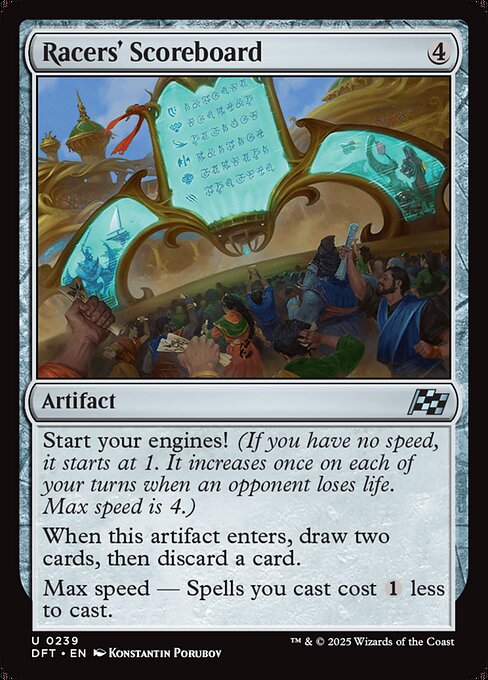 Racers' Scoreboard 4
Artifact
Start your engines! (If you have no speed,
it starts at 1. It increases once on each of
your turns when an opponent loses life.
Max speed is 4.)
When this artifact enters, draw two
cards, then discard a card.
Max speed — Spells you cast cost 1 less
to cast.
U 0239
DFT • EN Konstantin Porubov
™ & © 2025 Wizards of the Coast